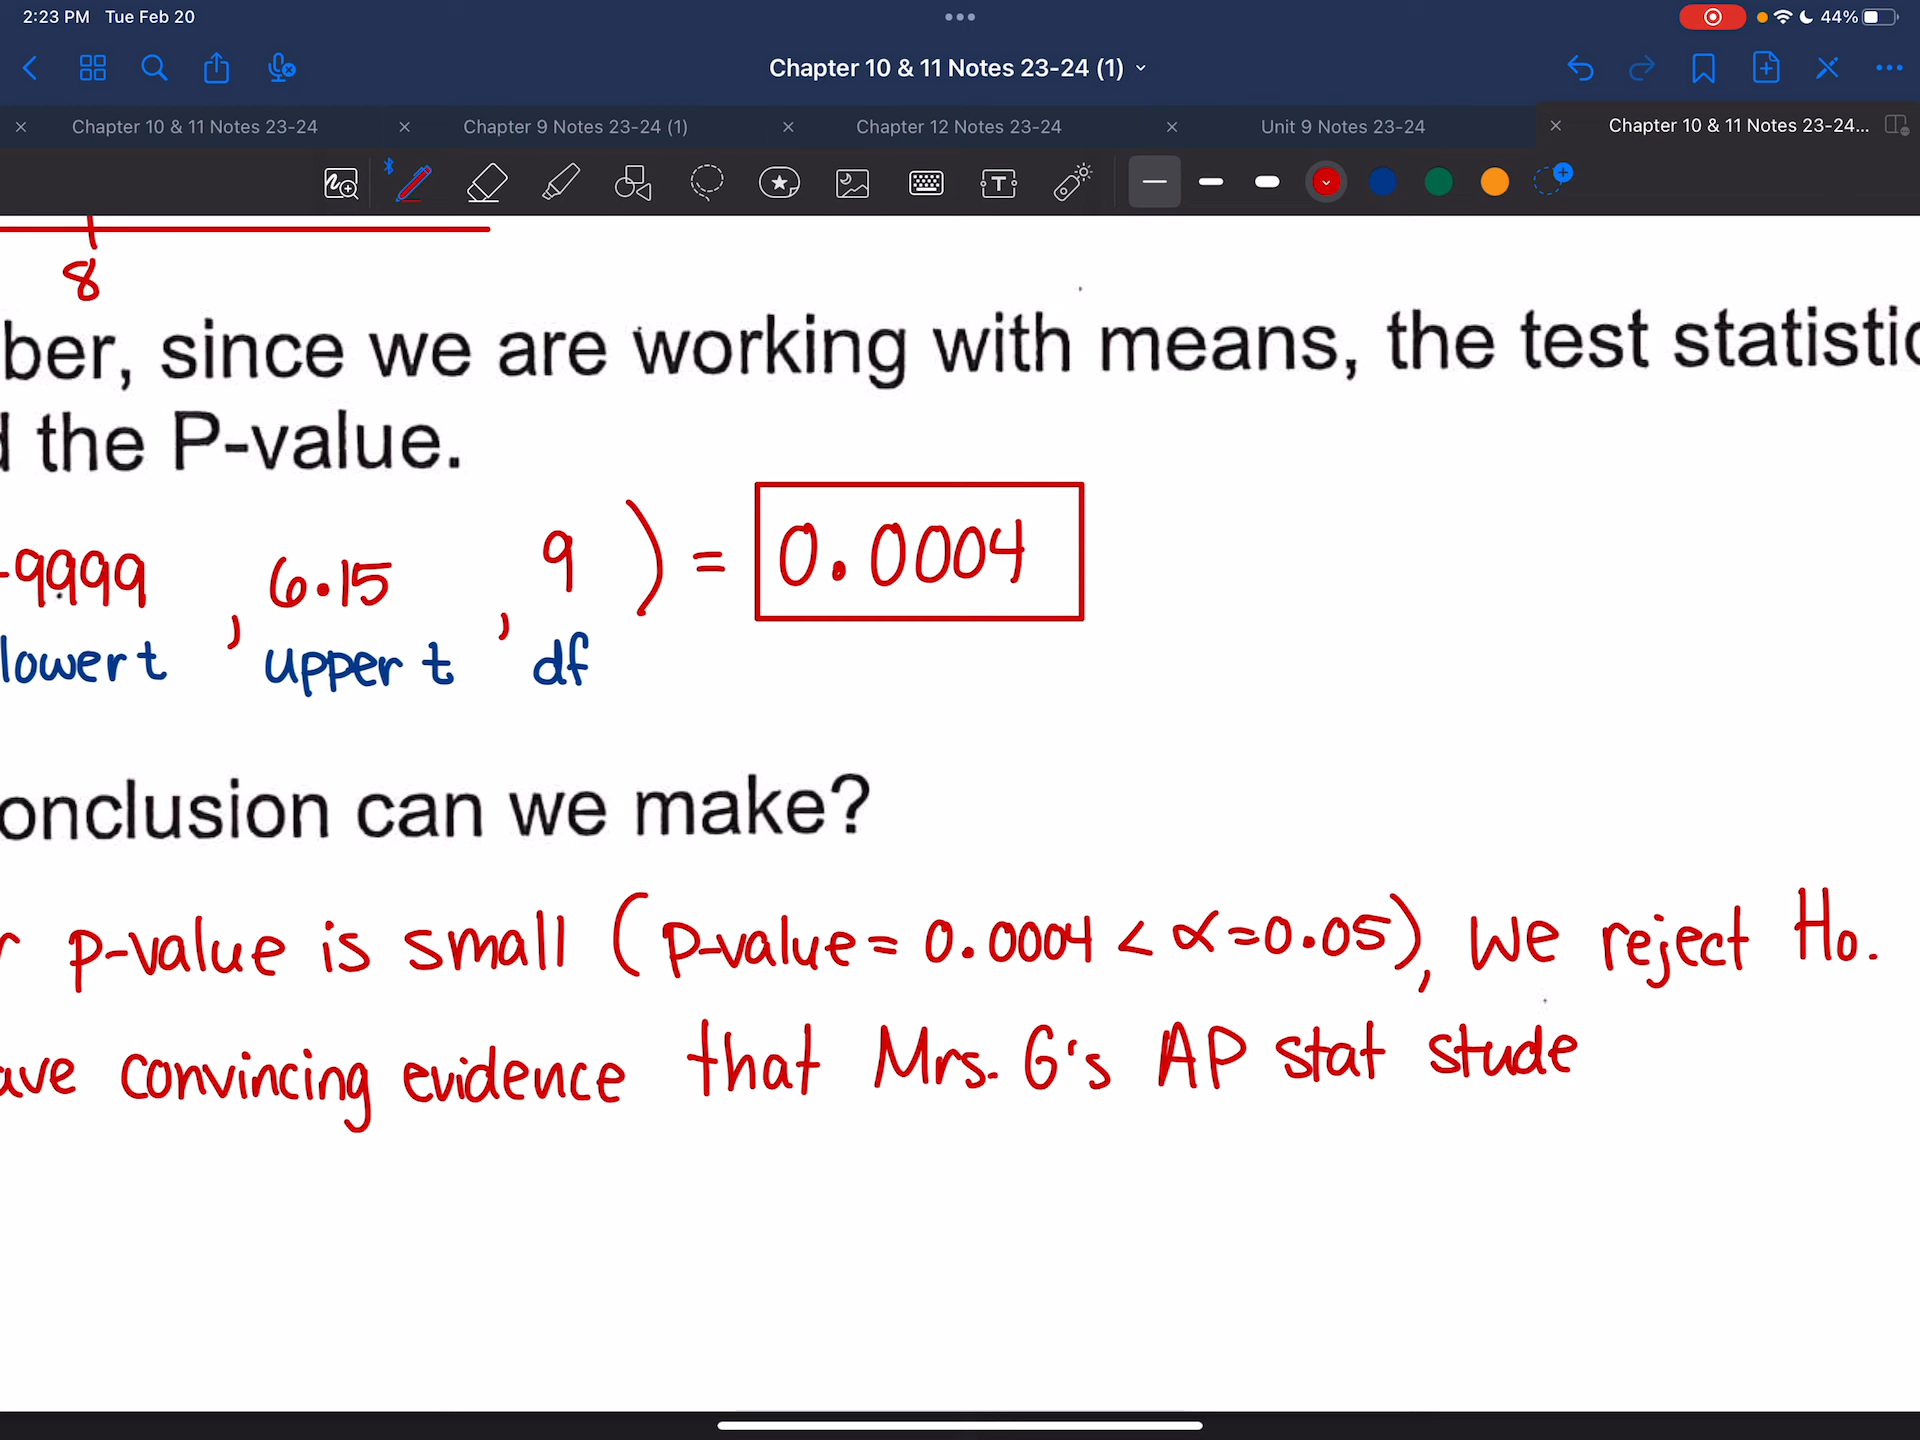 2:23 PM Tue Feb 20
44%
Chapter 10 & 11 Notes 23-24 (1)
Chapter 10 & 11 Notes 23-24
Chapter 9 Notes 23-24 (1)
Chapter 12 Notes 23-24
Unit 9 Notes 23-24
Chapter 10 & 11 Notes 23-24...
8
ber, since we are working with means, the test statistic
d the P-value.
-9999 , 6.15 , 9 ) = 0.0004
lower t upper t df
onclusion can we make?
r p-value is small (p-value = 0.0004 < α = 0.05), we reject Ho.
ave convincing evidence that Mrs. G's AP stat stude